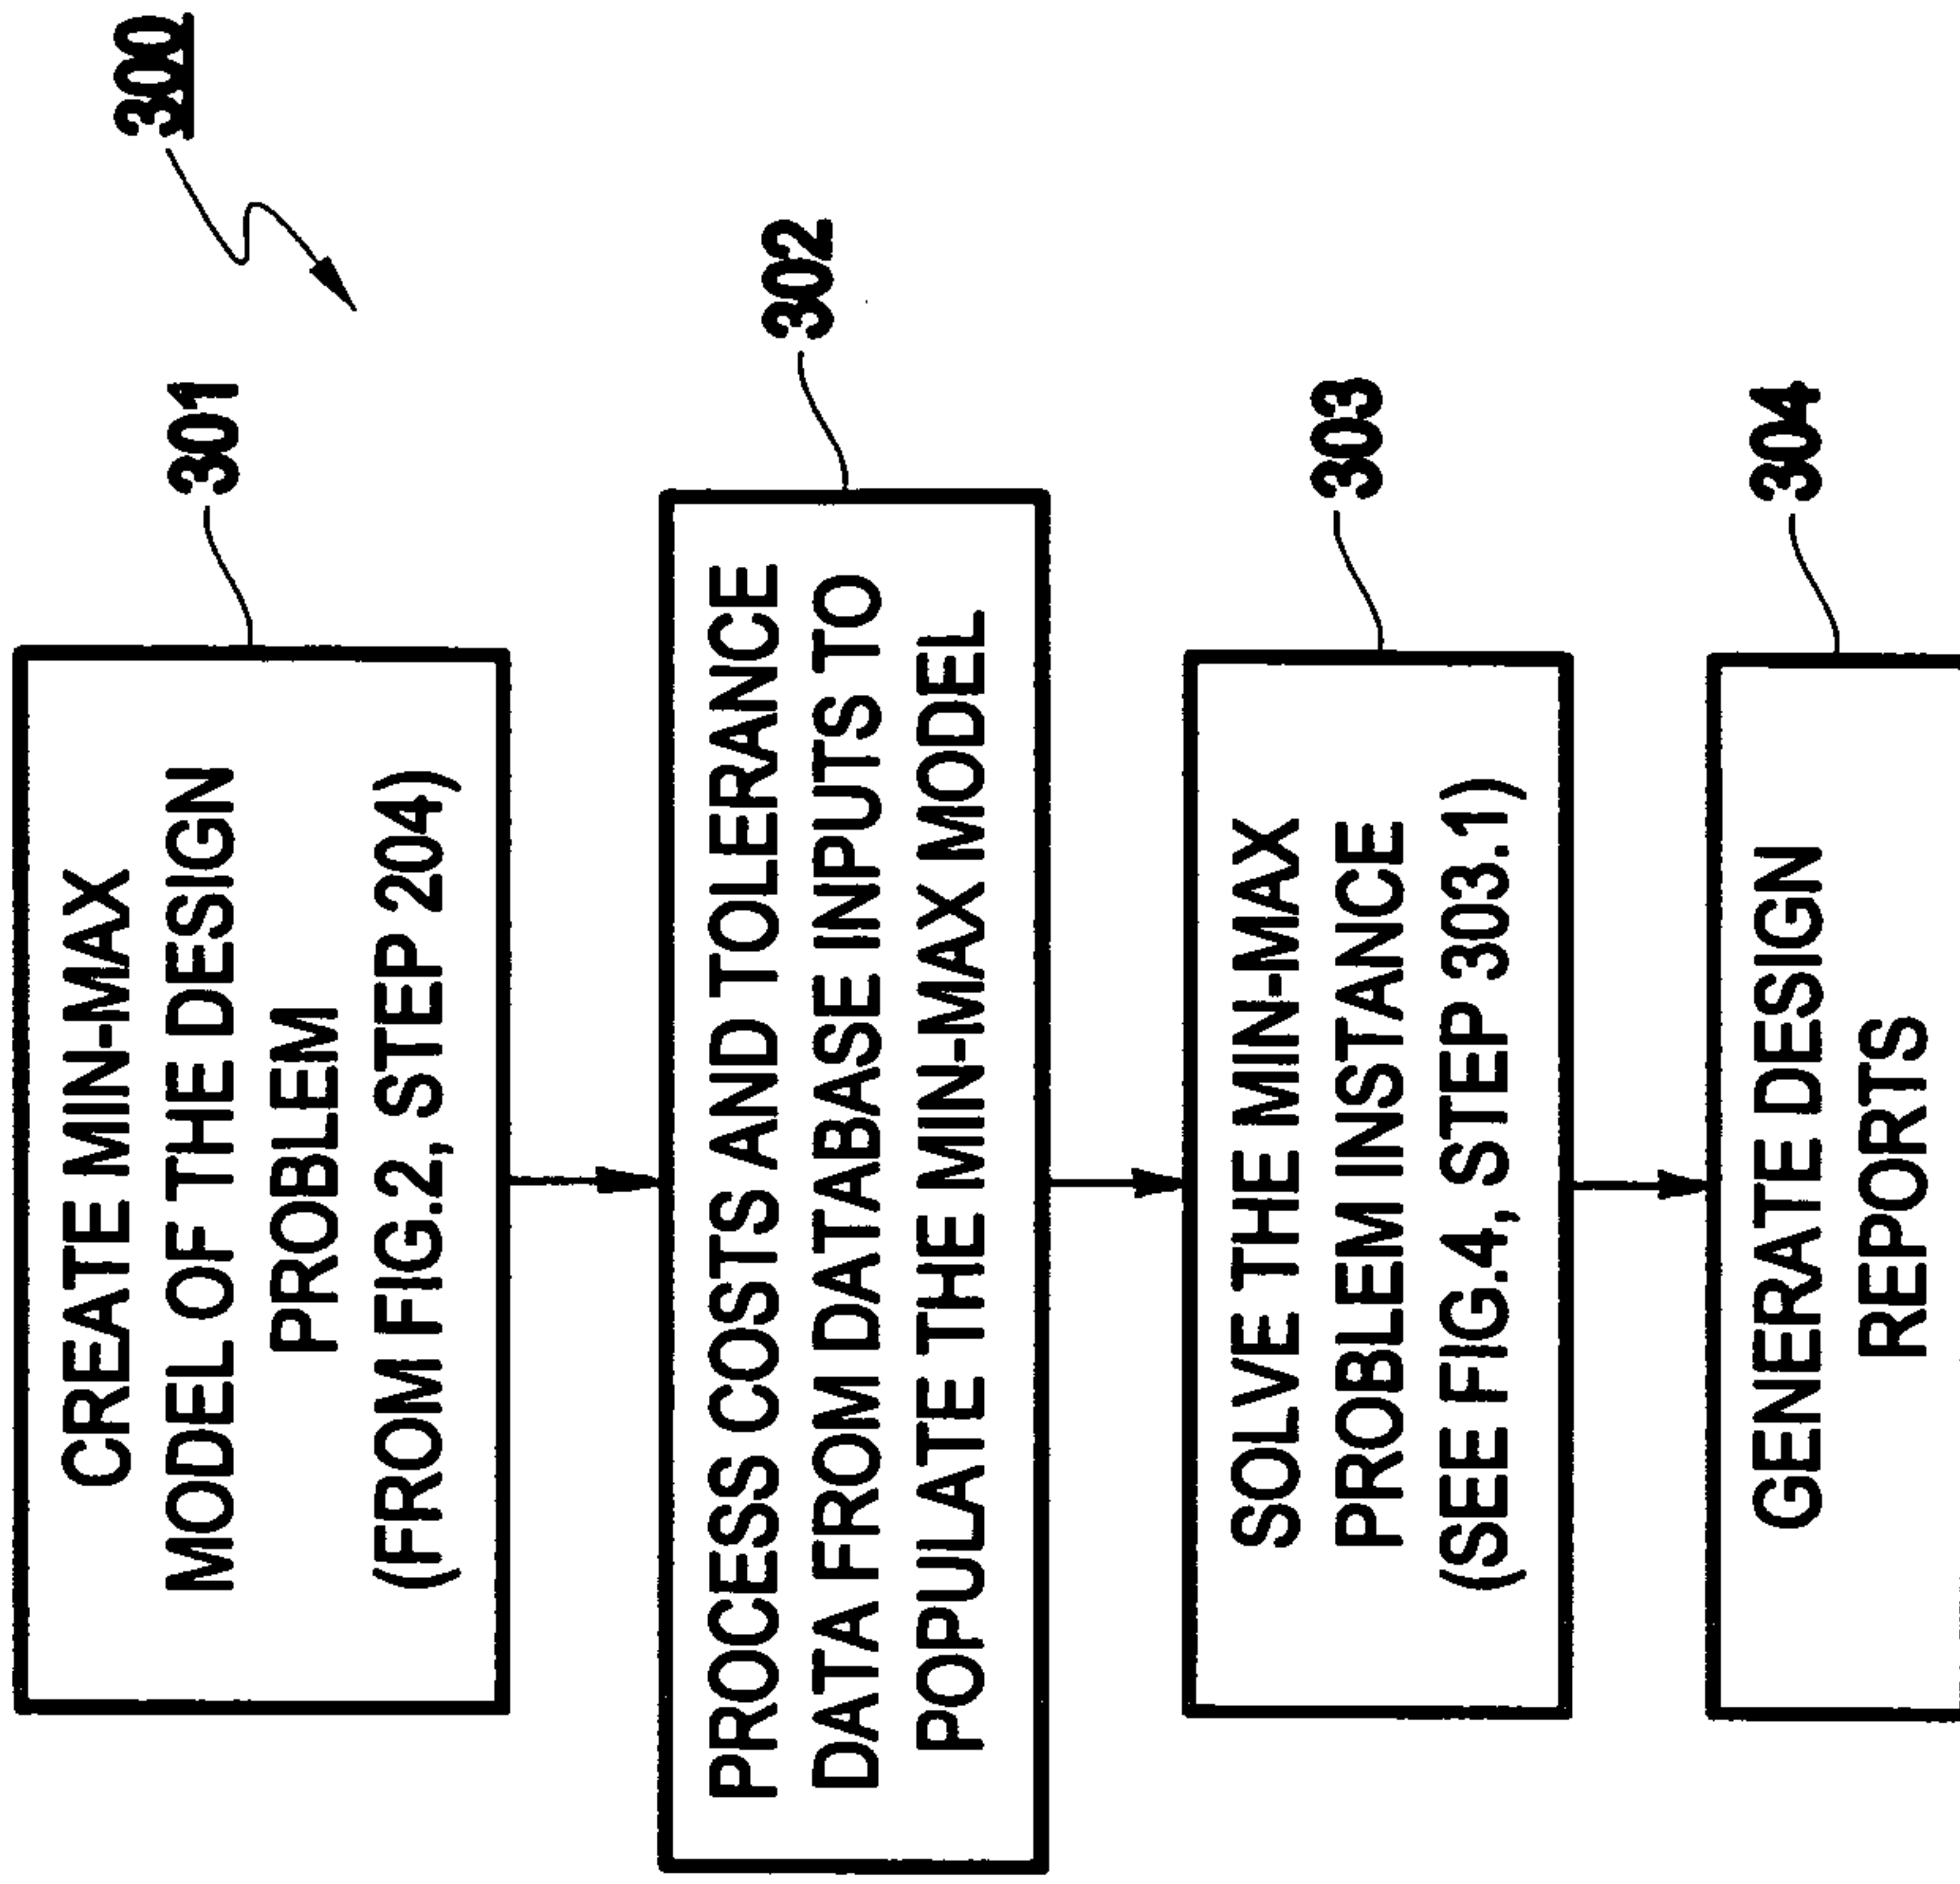 300
301
CREATE MIN-MAX
MODEL OF THE DESIGN
PROBLEM
(FROM FIG.2, STEP 204)
302
PROCESS COSTS AND TOLERANCE
DATA FROM DATABASE INPUTS TO
POPULATE THE MIN-MAX MODEL
303
SOLVE THE MIN-MAX
PROBLEM INSTANCE
(SEE FIG.4, STEP 303.1)
304
GENERATE DESIGN
REPORTS